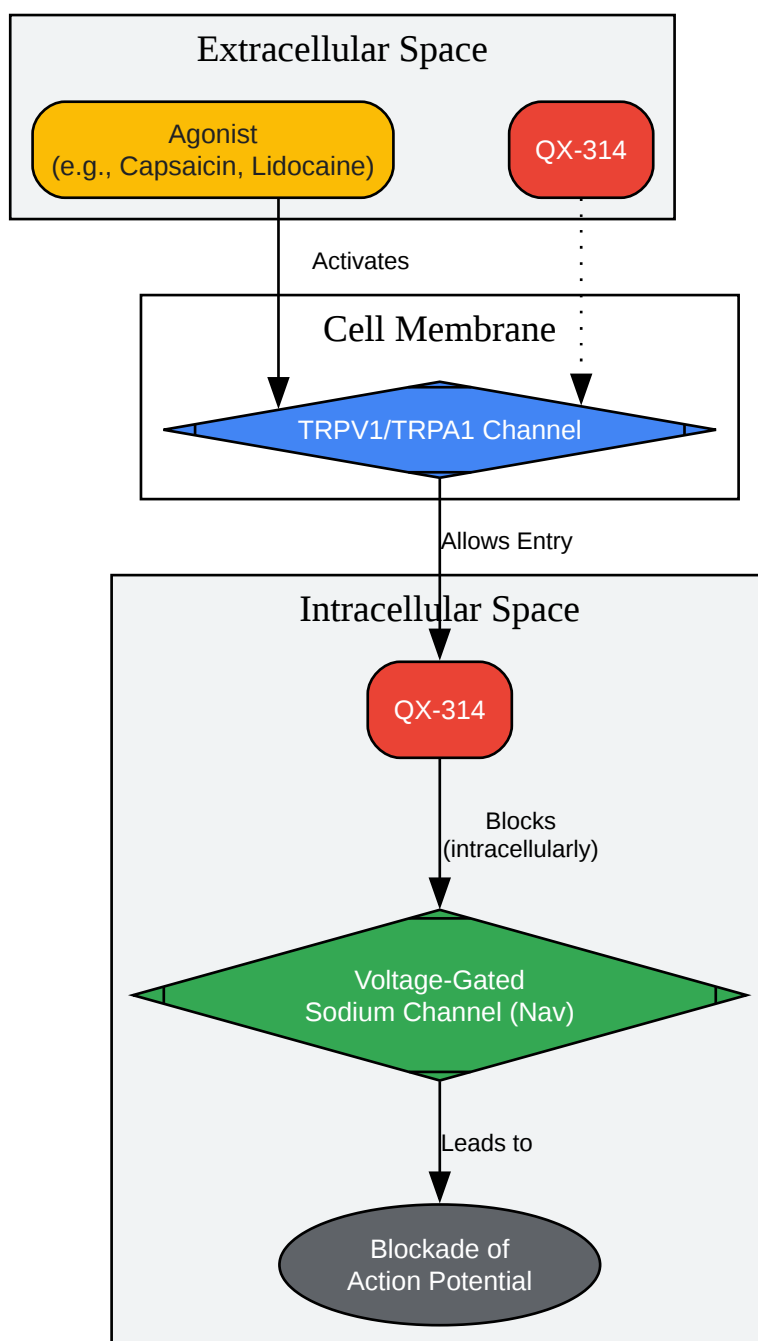 Extracellular Space
Agonist
(e.g., Capsaicin, Lidocaine)
QX-314
Activates
Cell Membrane
TRPV1/TRPA1 Channel
Allows Entry
Intracellular Space
QX-314
Blocks
(intracellularly)
Voltage-Gated
Sodium Channel (Nav)
Leads to
Blockade of
Action Potential